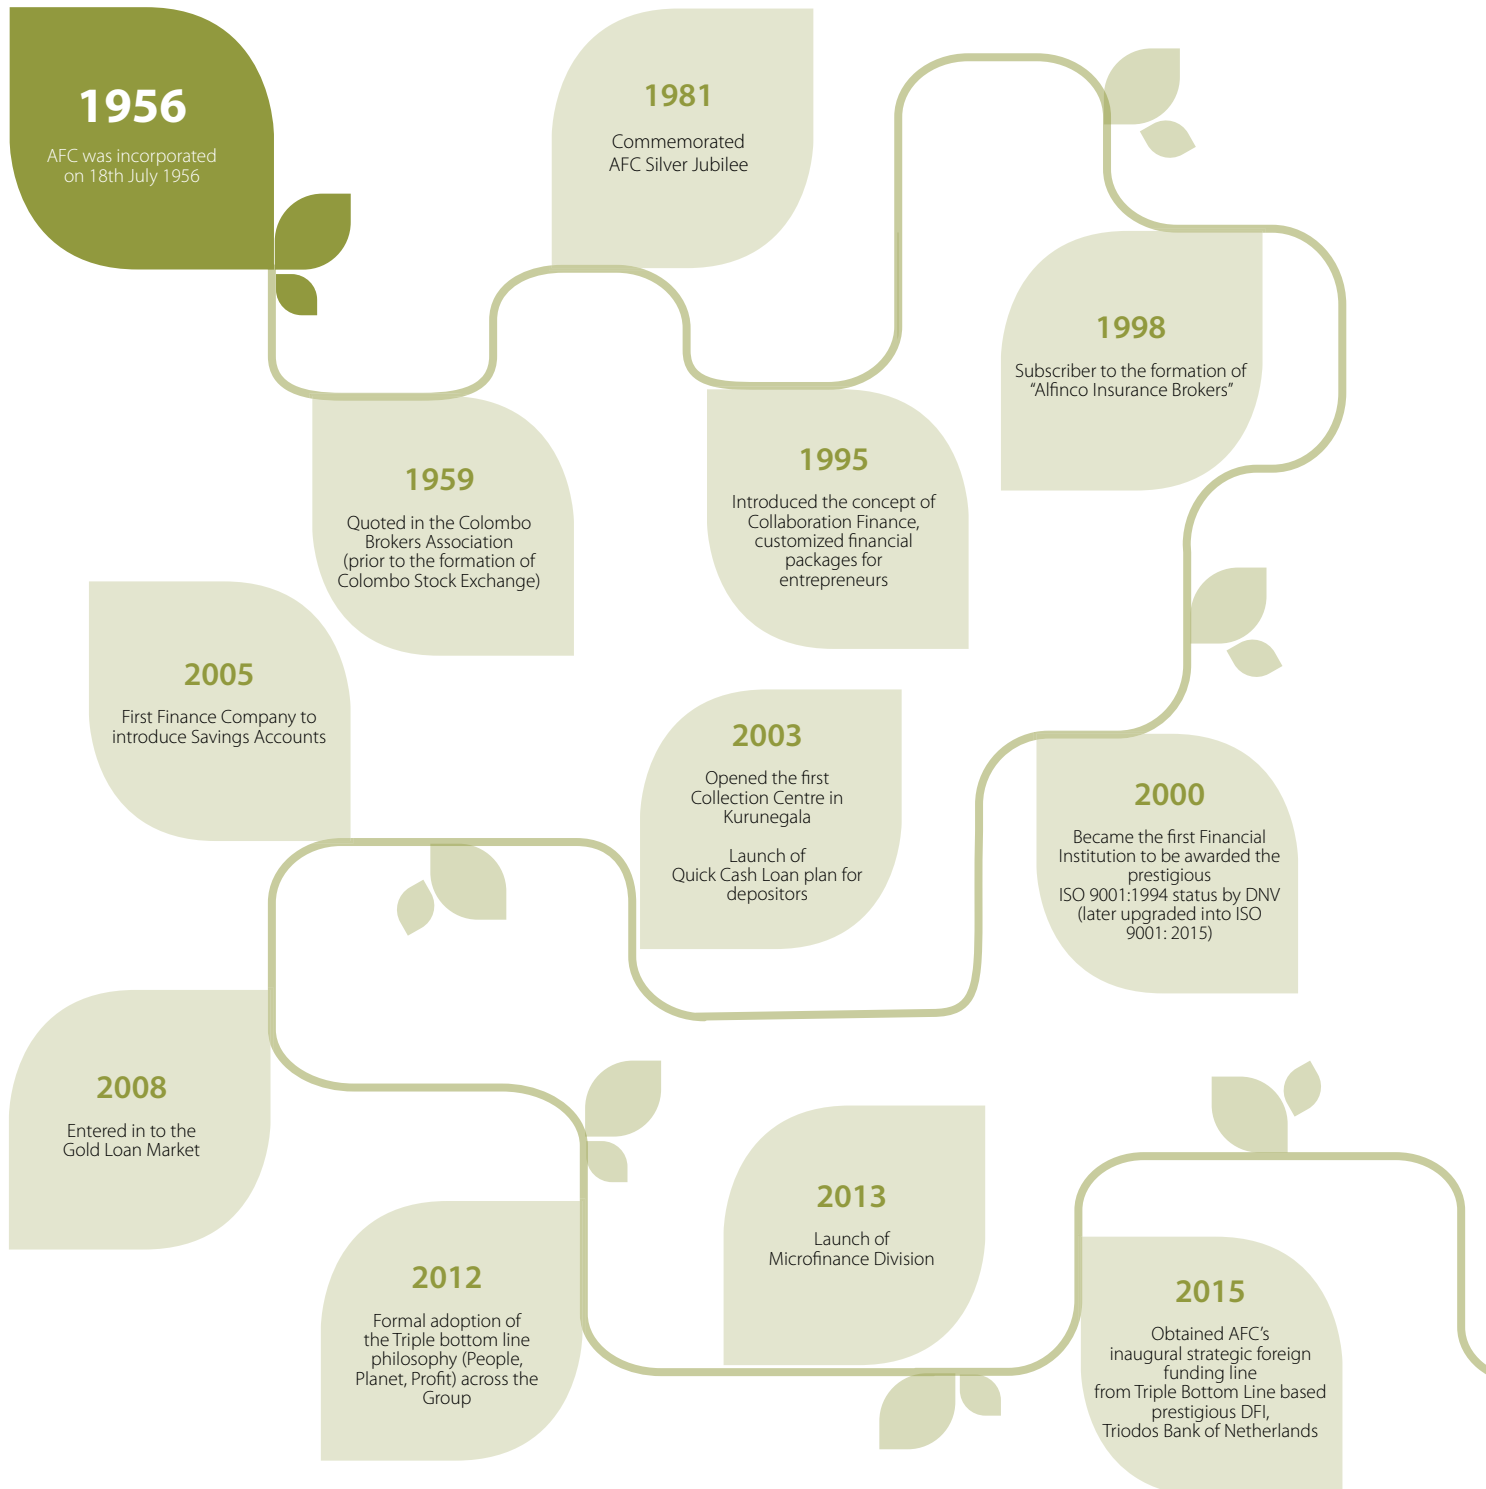 1956
AFC was incorporated
on 18th July 1956
1959
Quoted in the Colombo
Brokers Association
(prior to the formation of
Colombo Stock Exchange)
1981
Commemorated
AFC Silver Jubilee
1995
Introduced the concept of
Collaboration Finance,
customized financial
packages for
entrepreneurs
1998
Subscriber to the formation of
“Alfinco Insurance Brokers”
2000
Became the first Financial
Institution to be awarded the
prestigious
ISO 9001:1994 status by DNV
(later upgraded into ISO
9001: 2015)
2003
Opened the first
Collection Centre in
Kurunegala
Launch of
Quick Cash Loan plan for
depositors
2005
First Finance Company to
introduce Savings Accounts
2008
Entered in to the
Gold Loan Market
2012
Formal adoption of
the Triple bottom line
philosophy (People,
Planet, Profit) across the
Group
2013
Launch of
Microfinance Division
2015
Obtained AFC’s
inaugural strategic foreign
funding line
from Triple Bottom Line based
prestigious DFI,
Triodos Bank of Netherlands